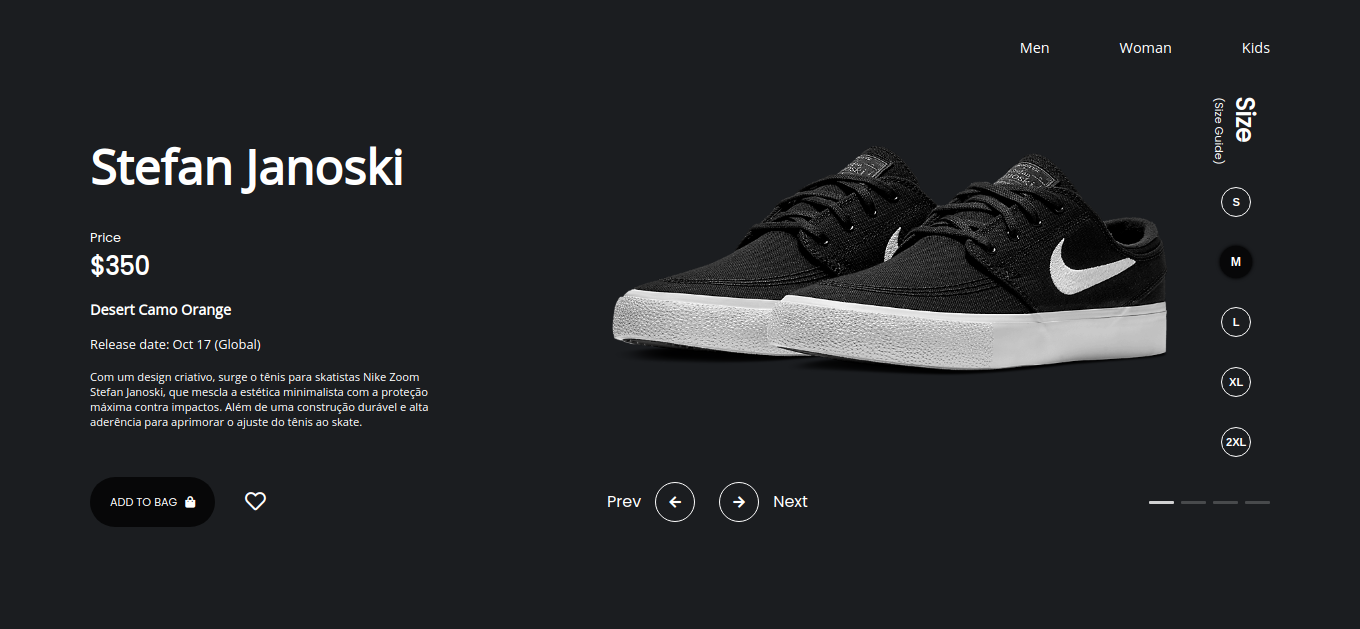 Men
Woman
Kids
Size
(Size Guide)
Stefan Janoski
Price
$350
Desert Camo Orange
Release date: Oct 17 (Global)
Com um design criativo, surge o tênis para skatistas Nike Zoom
Stefan Janoski, que mescla a estética minimalista com a proteção
máxima contra impactos. Além de uma construção durável e alta
aderência para aprimorar o ajuste do tênis ao skate.
S
M
L
XL
2XL
ADD TO BAG
Prev
Next